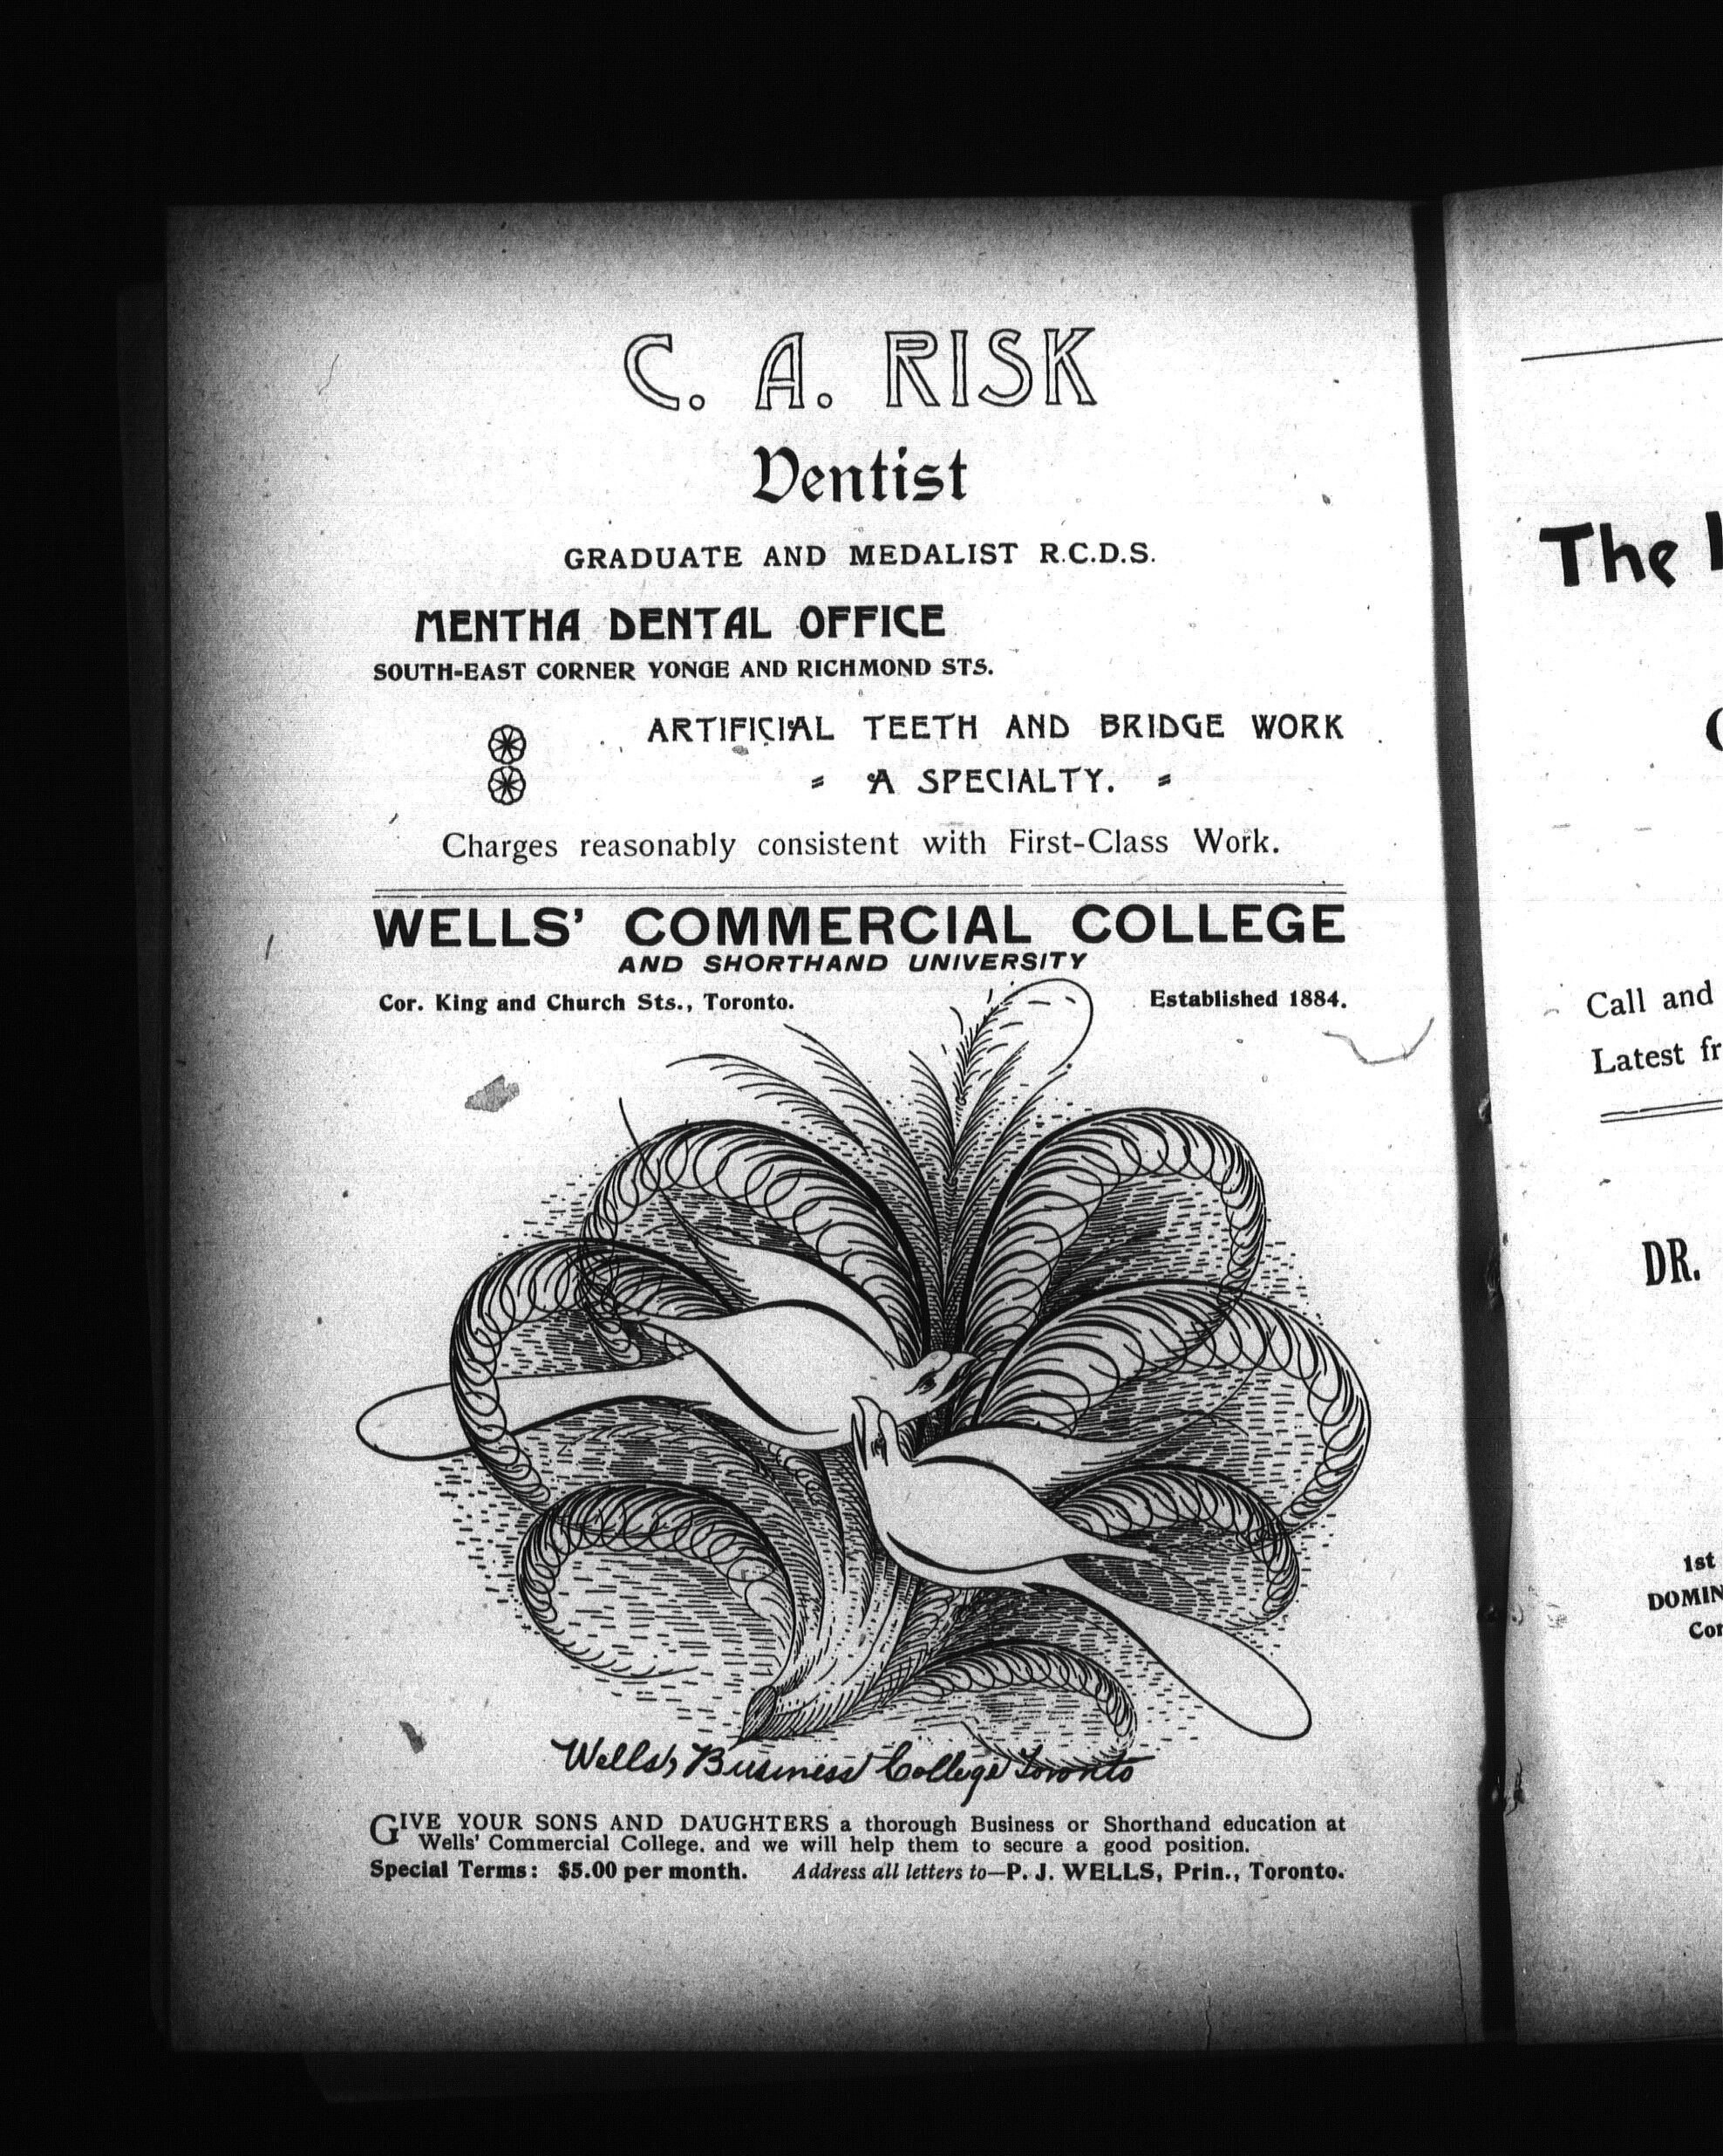 C. A. RISK
Dentist
GRADUATE AND MEDALIST R.C.D.S.
MENTHA DENTAL OFFICE
SOUTH-EAST CORNER YONGE AND RICHMOND STS.
ARTIFICIAL TEETH AND BRIDGE WORK
A SPECIALTY.
Charges reasonably consistent with First-Class Work.
WELLS' COMMERCIAL COLLEGE
AND SHORTHAND UNIVERSITY
Cor. King and Church Sts., Toronto. Established 1884.
Wells' Business College Toronto
GIVE YOUR SONS AND DAUGHTERS a thorough Business or Shorthand education at
Wells' Commercial College, and we will help them to secure a good position.
Special Terms: $5.00 per month. Address all letters to—P. J. WELLS, Prin., Toronto.
The
Call and
Latest
DR.
1st